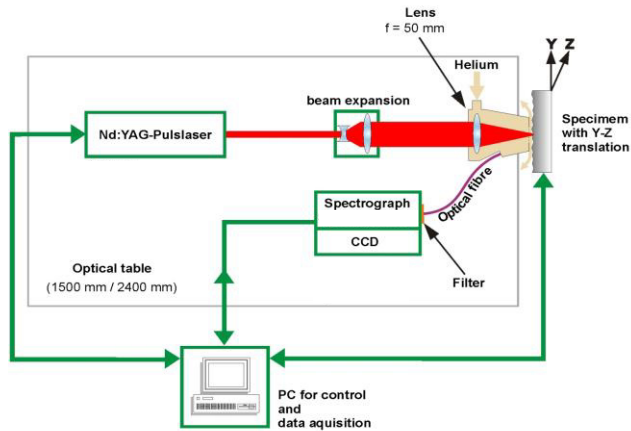 Lens
f = 50 mm
Y Z
Helium
beam expansion
Nd:YAG-Pulslaser
Specimem
with Y-Z
translation
Optical fibre
Spectrograph
CCD
Filter
Optical table
(1500 mm / 2400 mm)
PC for control
and
data aquisition